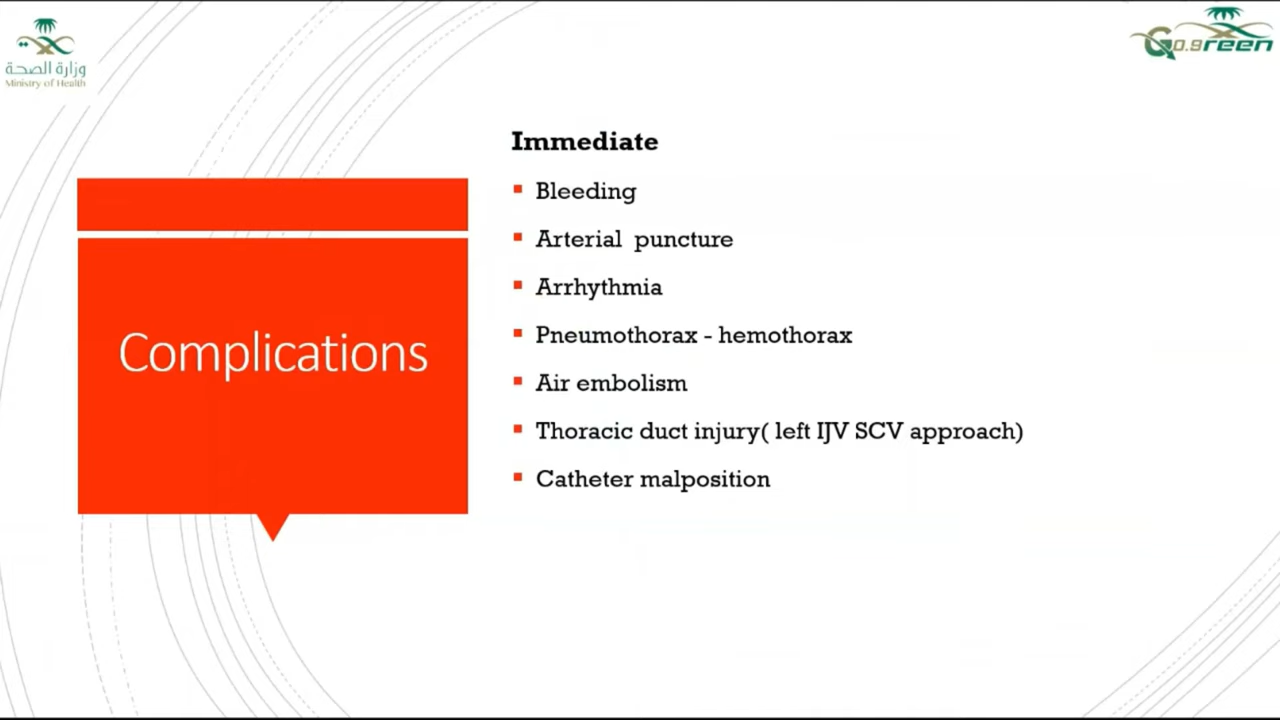 وزارة الصحة
Ministry of Health
Go.green
Immediate
Bleeding
Arterial puncture
Arrhythmia
Pneumothorax - hemothorax
Air embolism
Thoracic duct injury( left IJV SCV approach)
Catheter malposition
Complications